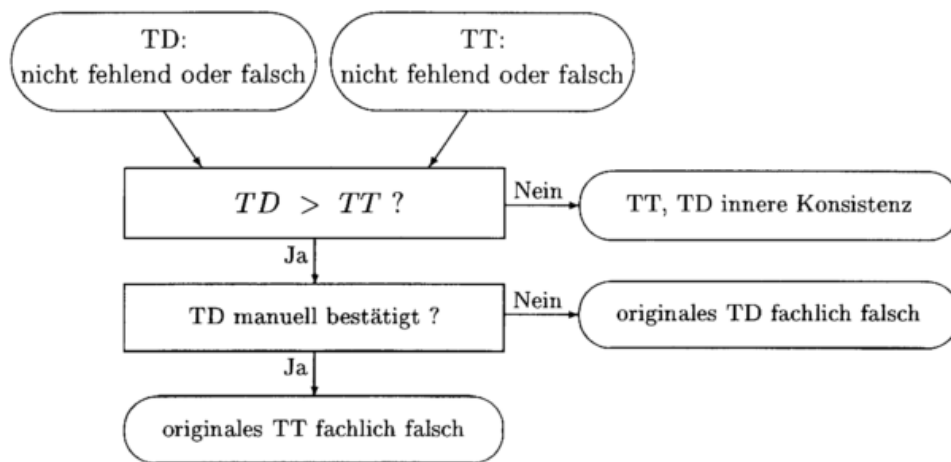 TD:
nicht fehlend oder falsch
TT:
nicht fehlend oder falsch
TD > TT ?
Nein
TT, TD innere Konsistenz
Ja
TD manuell bestätigt ?
Nein
originales TD fachlich falsch
Ja
originales TT fachlich falsch